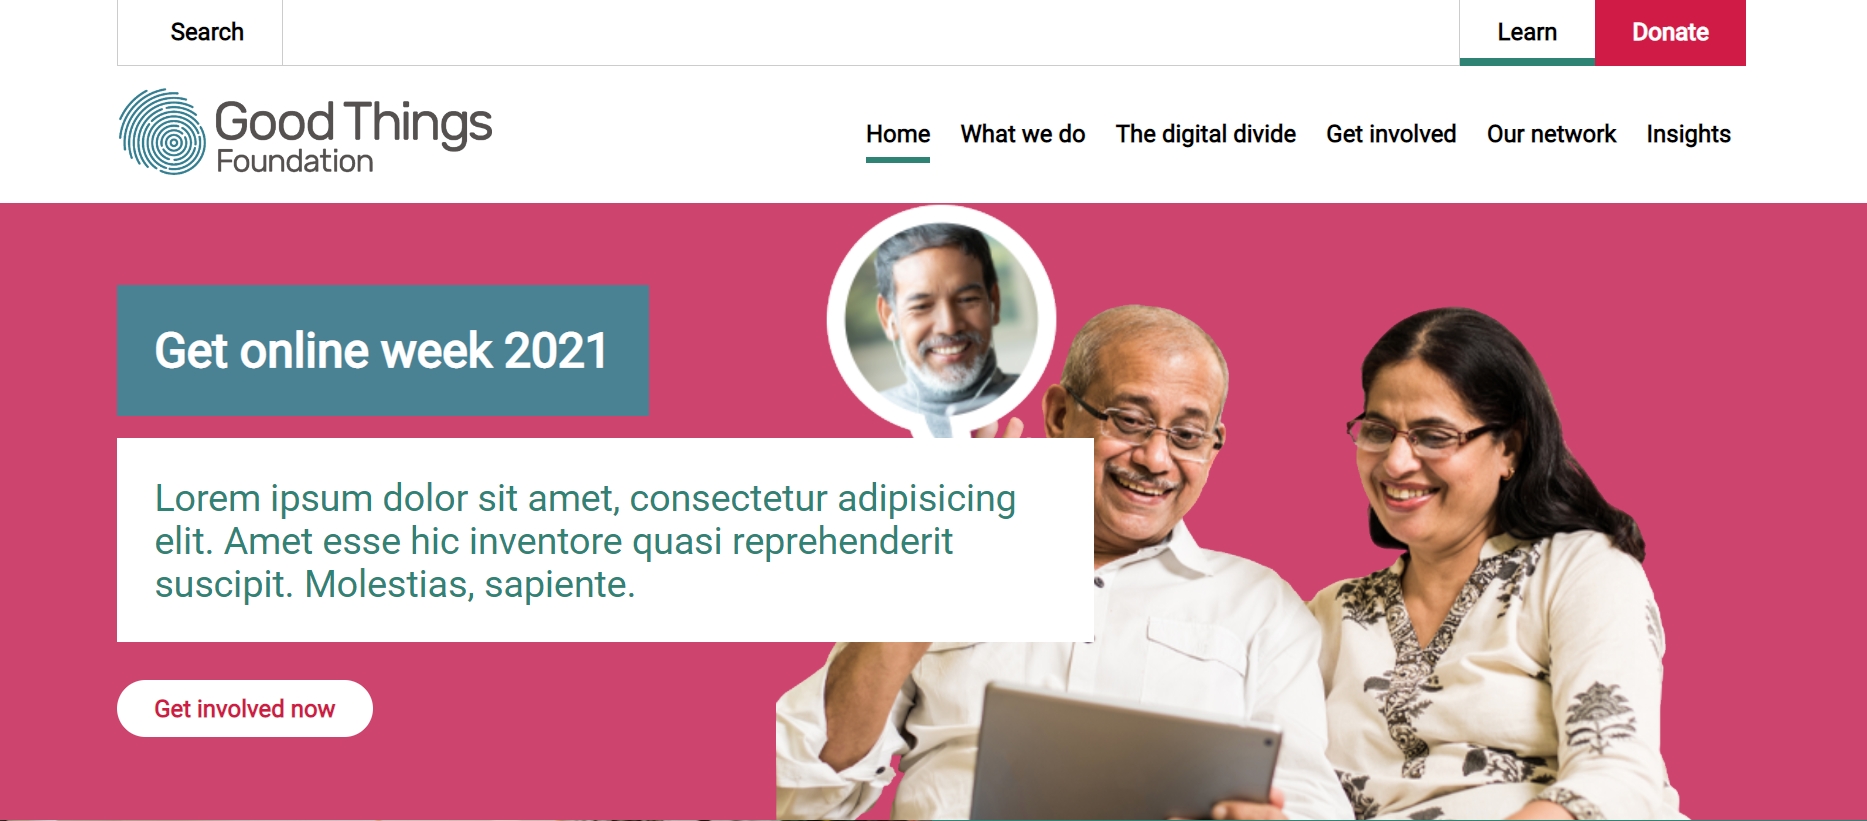 Search
Learn
Donate
Good Things
Foundation
Home
What we do
The digital divide
Get involved
Our network
Insights
Get online week 2021
Lorem ipsum dolor sit amet, consectetur adipisicing
elit. Amet esse hic inventore quasi reprehenderit
suscipit. Molestias, sapiente.
Get involved now